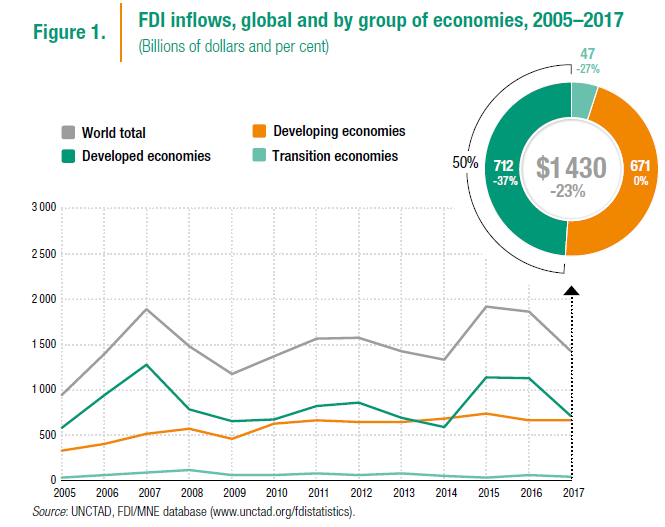 Figure 1.
FDI inflows, global and by group of economies, 2005–2017
(Billions of dollars and per cent)
47
-27%
World total
Developing economies
Developed economies
Transition economies
50%
712
-37%
$1 430
-23%
671
0%
3 000
2 500
2 000
1 500
1 000
500
0
2005 2006 2007 2008 2009 2010 2011 2012 2013 2014 2015 2016 2017
Source: UNCTAD, FDI/MNE database (www.unctad.org/fdistatistics).